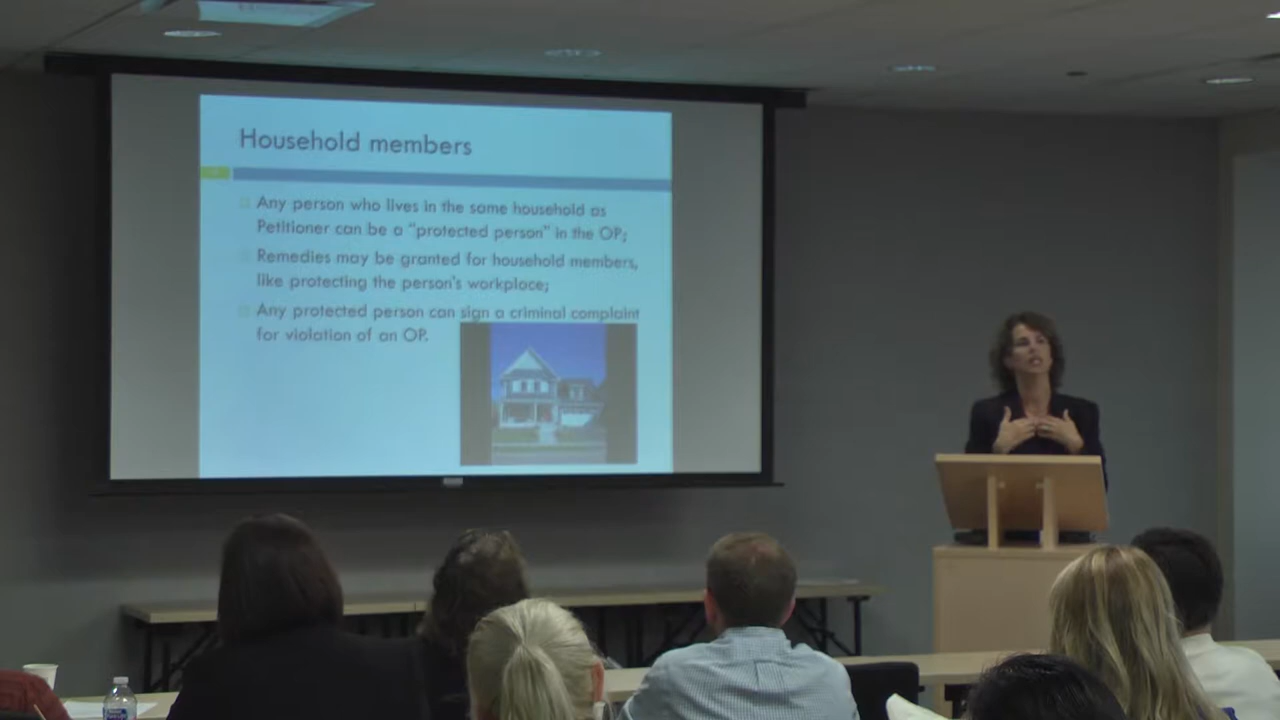 Household members
Any person who lives in the same household as
Petitioner can be a "protected person" in the OP;
Remedies may be granted for household members,
like protecting the person's workplace;
Any protected person can sign a criminal complaint
for violation of an OP.